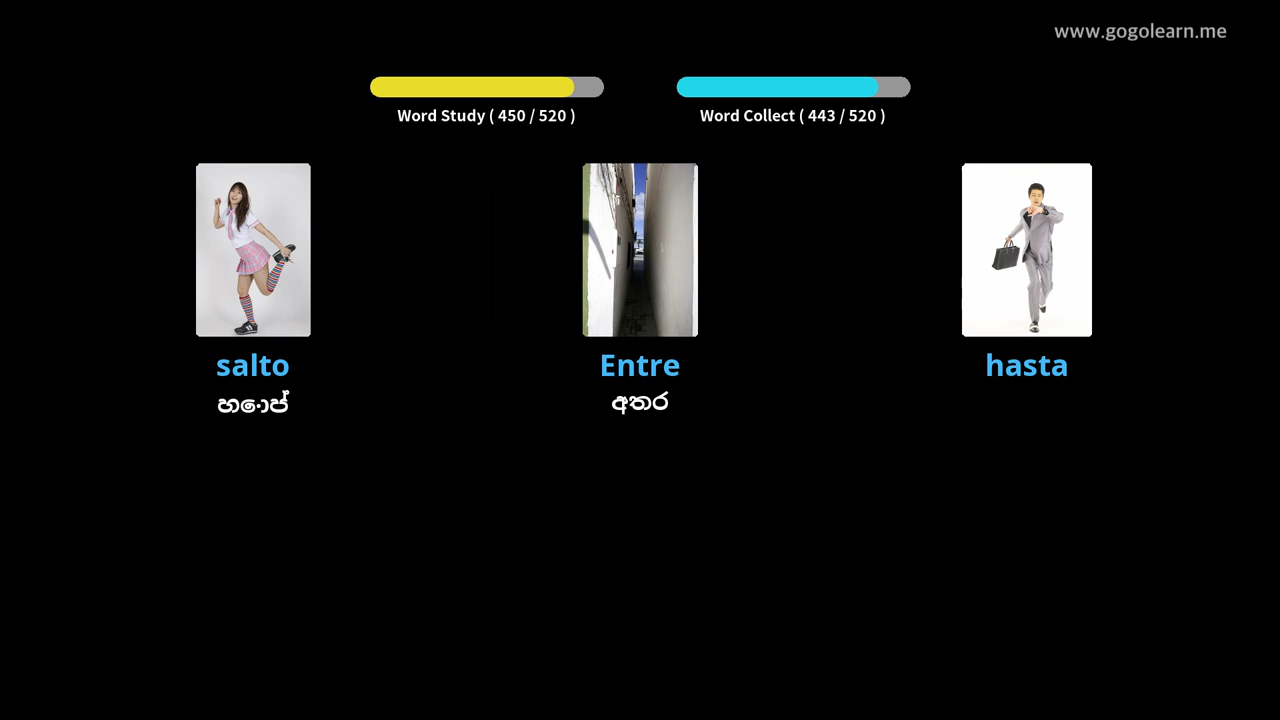 www.gogolearn.me
Word Study ( 450 / 520 )
Word Collect ( 443 / 520 )
salto
Entre
hasta
හොප්
අතර